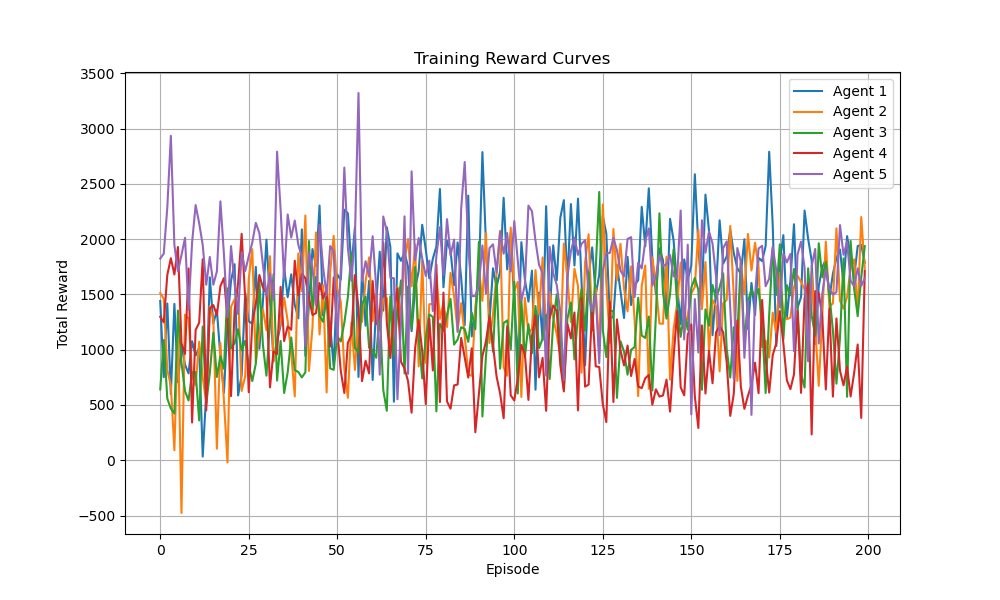 Training Reward Curves
3500
3000
2500
2000
1500
1000
500
0
−500
Total Reward
Agent 1
Agent 2
Agent 3
Agent 4
Agent 5
0 25 50 75 100 125 150 175 200
Episode